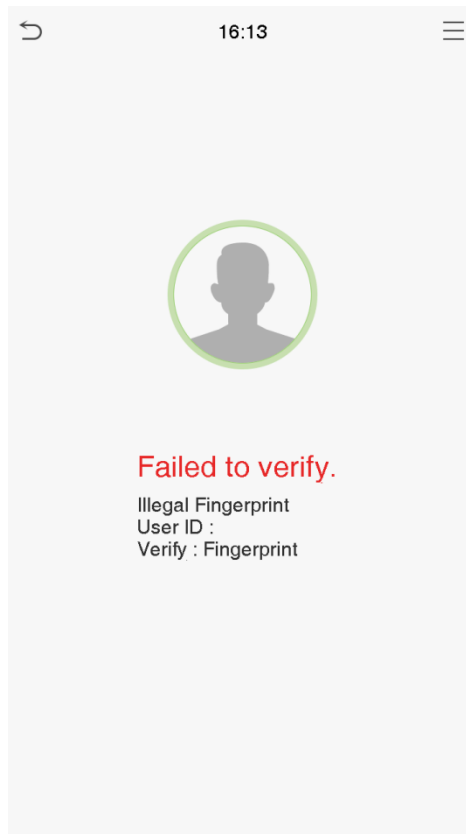 16:13
Failed to verify.
Illegal Fingerprint
User ID :
Verify : Fingerprint